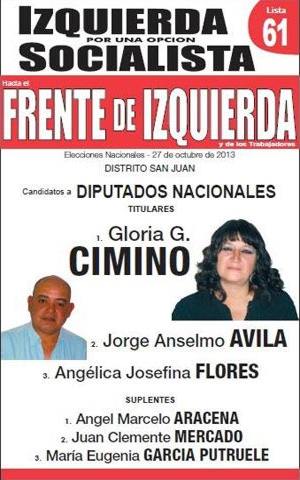 IZQUIERDA
POR UNA OPCION
SOCIALISTA
Lista
61
Hacia el
FRENTE DE IZQUIERDA
y de los Trabajadores
Elecciones Nacionales - 27 de octubre de 2013
DISTRITO SAN JUAN
Candidatos a DIPUTADOS NACIONALES
TITULARES
1. Gloria G.
CIMINO
2. Jorge Anselmo AVILA
3. Angélica Josefina FLORES
SUPLENTES
1. Angel Marcelo ARACENA
2. Juan Clemente MERCADO
3. María Eugenia GARCIA PUTRUELE